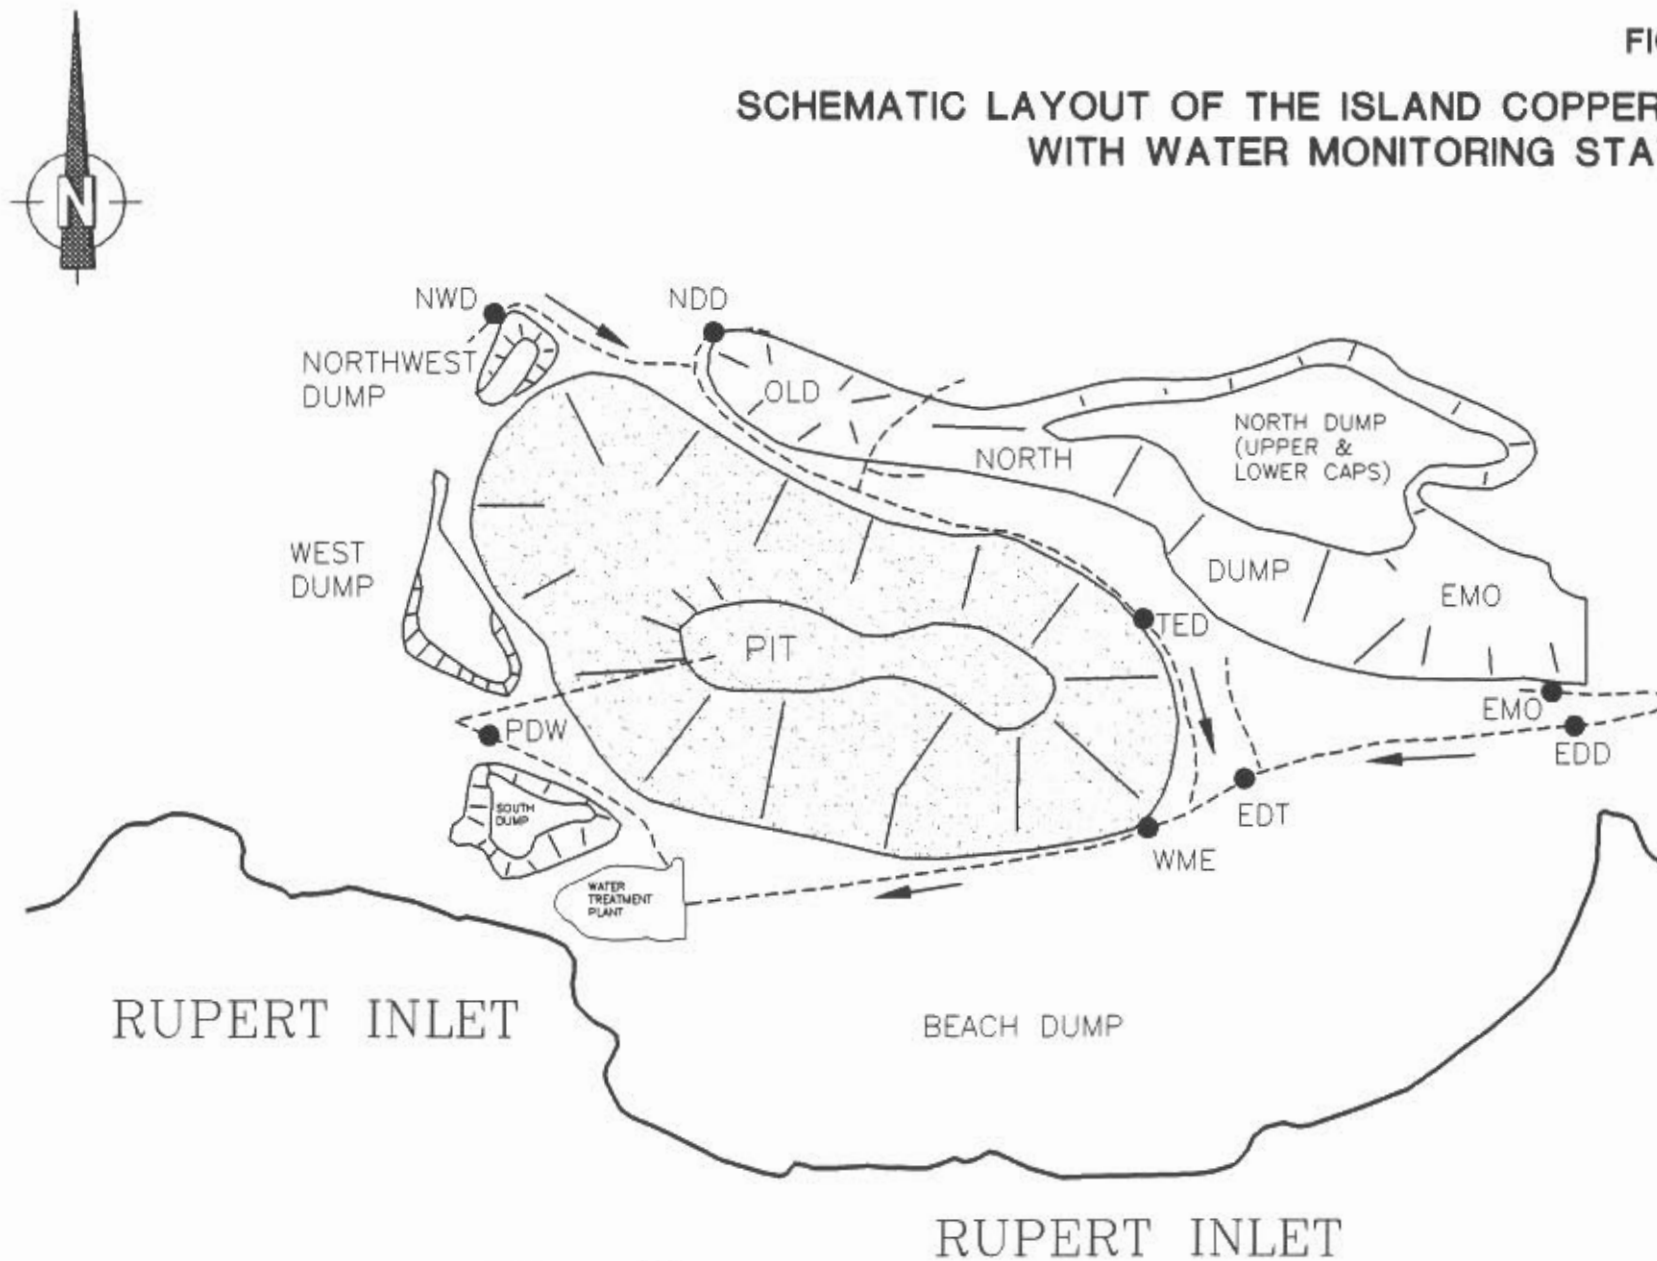 FIG
SCHEMATIC LAYOUT OF THE ISLAND COPPER
WITH WATER MONITORING STA
N
NWD
NDD
NORTHWEST
DUMP
OLD
NORTH DUMP
(UPPER &
LOWER CAPS)
NORTH
WEST
DUMP
DUMP
EMO
TED
PIT
EMO
PDW
EDD
SOUTH
DUMP
EDT
WME
WATER
TREATMENT
PLANT
RUPERT INLET
BEACH DUMP
RUPERT INLET